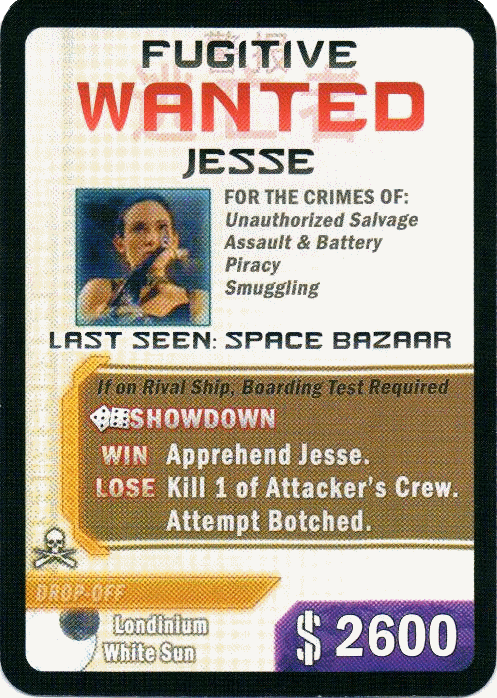 FUGITIVE
WANTED
JESSE
FOR THE CRIMES OF:
Unauthorized Salvage
Assault & Battery
Piracy
Smuggling
LAST SEEN: SPACE BAZAAR
If on Rival Ship, Boarding Test Required
SHOWDOWN
WIN Apprehend Jesse.
LOSE Kill 1 of Attacker's Crew.
Attempt Botched.
DROP-OFF
Londinium
White Sun
$ 2600